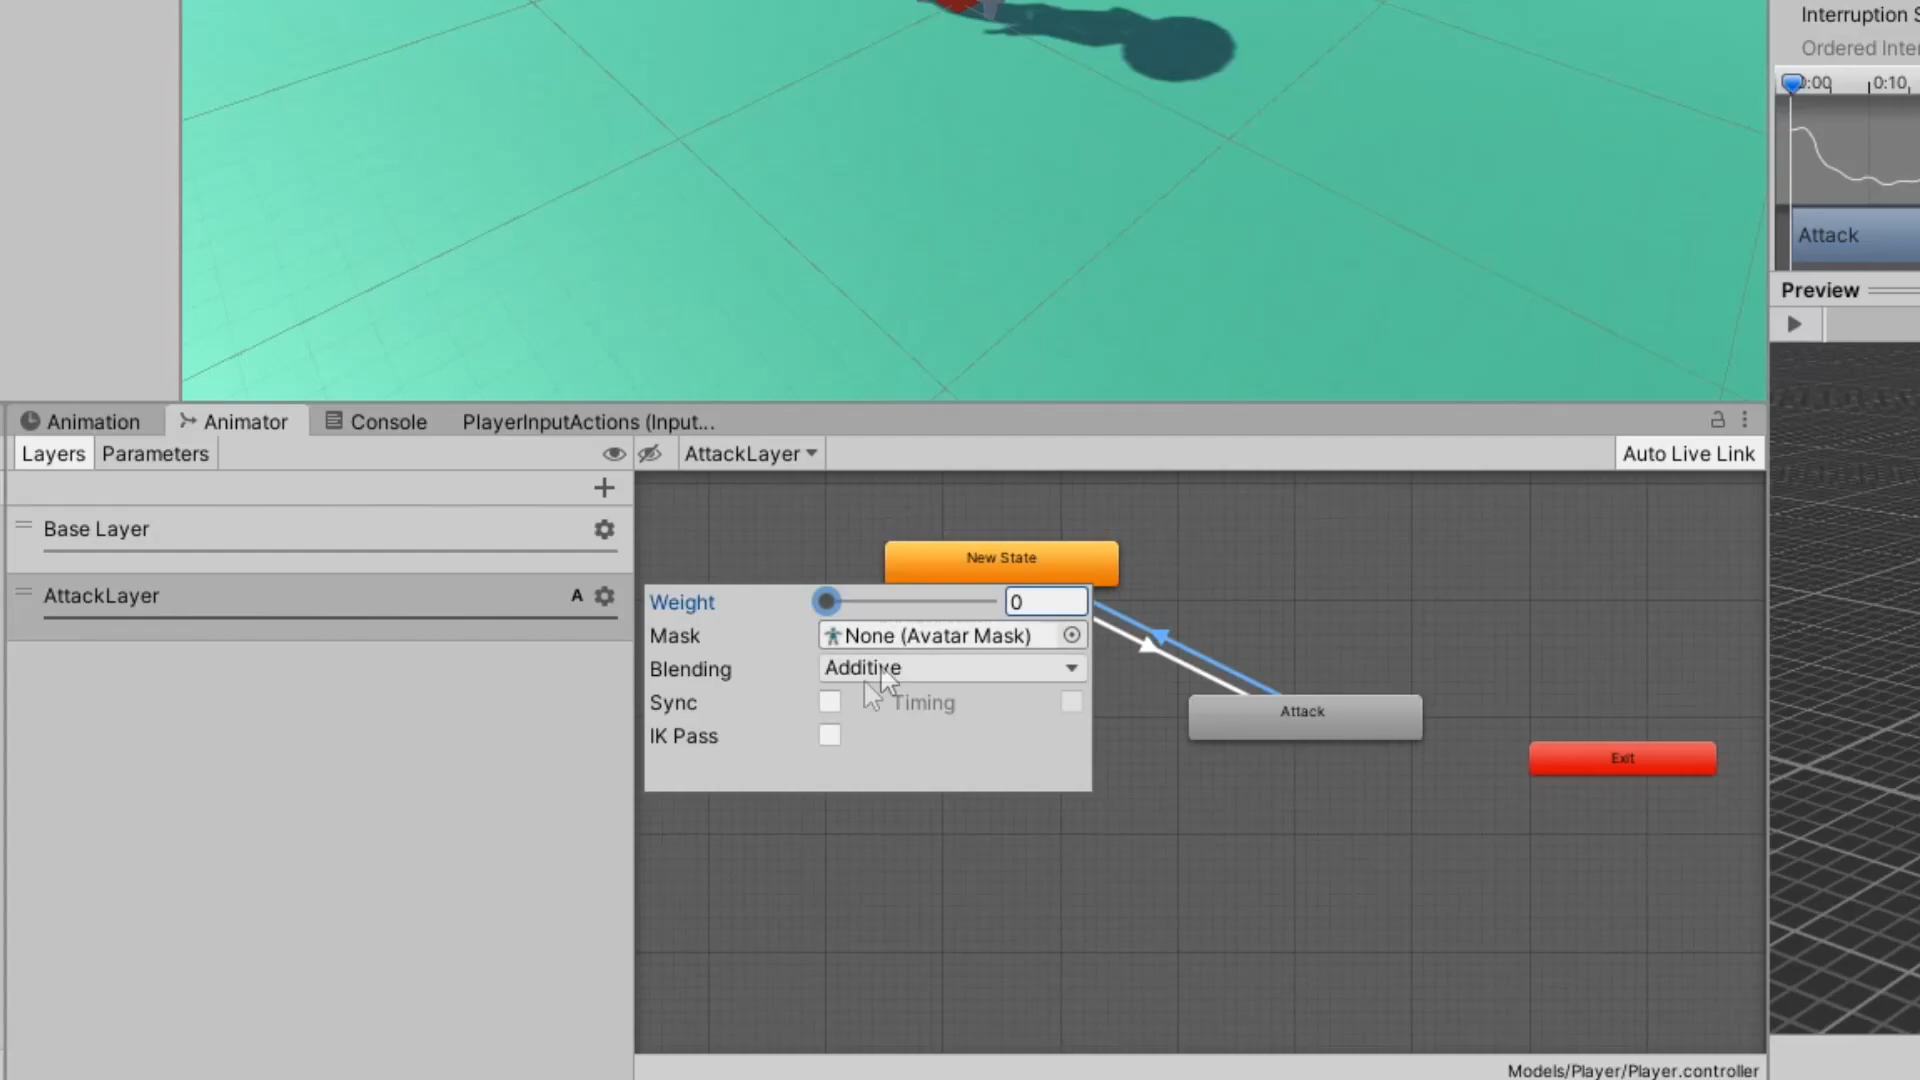 Interruption S
Ordered Inter
0:00 0:10
Attack
Preview
Animation Animator Console PlayerInputActions (Input...
Layers Parameters AttackLayer Auto Live Link
Base Layer
AttackLayer A
New State
Weight 0
Mask None (Avatar Mask)
Blending Additive
Sync Timing
IK Pass
Attack
Exit
Models/Player/Player.controller